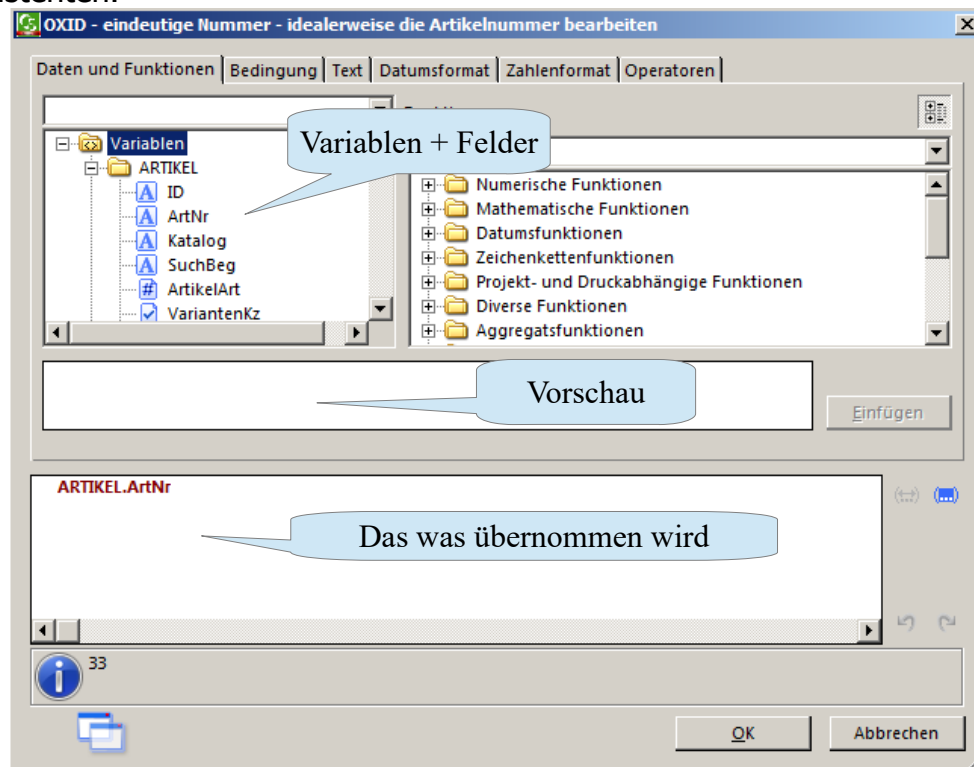 OXID - eindeutige Nummer - idealerweise die Artikelnummer bearbeiten
Daten und Funktionen Bedingung Text Datumsformat Zahlenformat Operatoren
Variablen + Felder
Variablen
ARTIKEL
ID
ArtNr
Katalog
SuchBeg
ArtikelArt
VariantenKz
Numerische Funktionen
Mathematische Funktionen
Datumsfunktionen
Zeichenkettenfunktionen
Projekt- und Druckabhängige Funktionen
Diverse Funktionen
Aggregatsfunktionen
Vorschau
Einfügen
ARTIKEL.ArtNr
Das was übernommen wird
33
OK Abbrechen